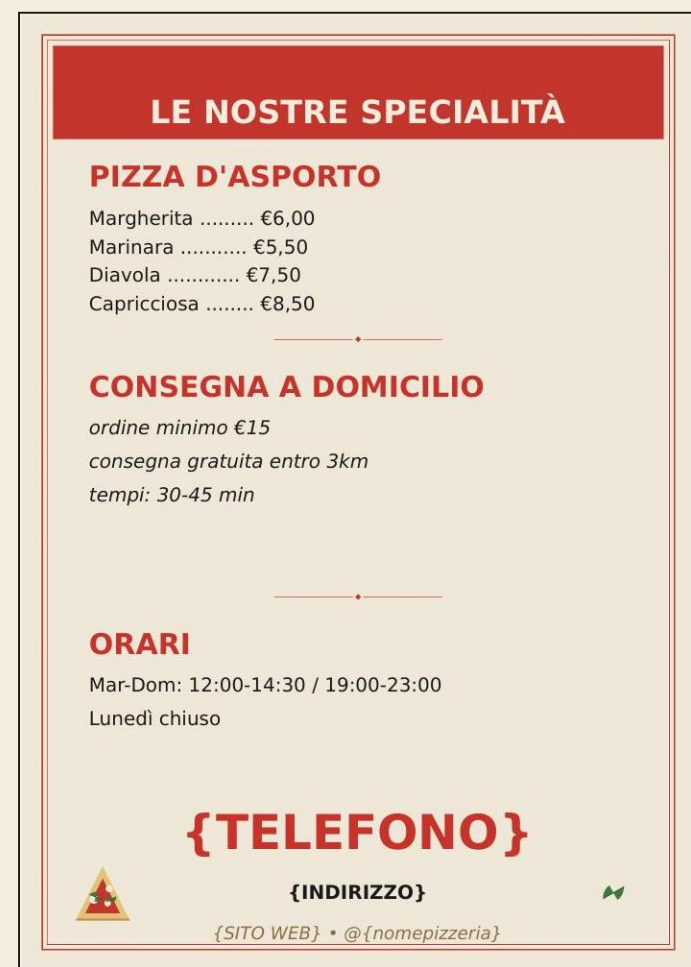 LE NOSTRE SPECIALITÀ
PIZZA D'ASPORTO
Margherita ......... €6,00
Marinara ........... €5,50
Diavola ............ €7,50
Capricciosa ........ €8,50
CONSEGNA A DOMICILIO
ordine minimo €15
consegna gratuita entro 3km
tempi: 30-45 min
ORARI
Mar-Dom: 12:00-14:30 / 19:00-23:00
Lunedì chiuso
{TELEFONO}
{INDIRIZZO}
{SITO WEB} • @{nomepizzeria}